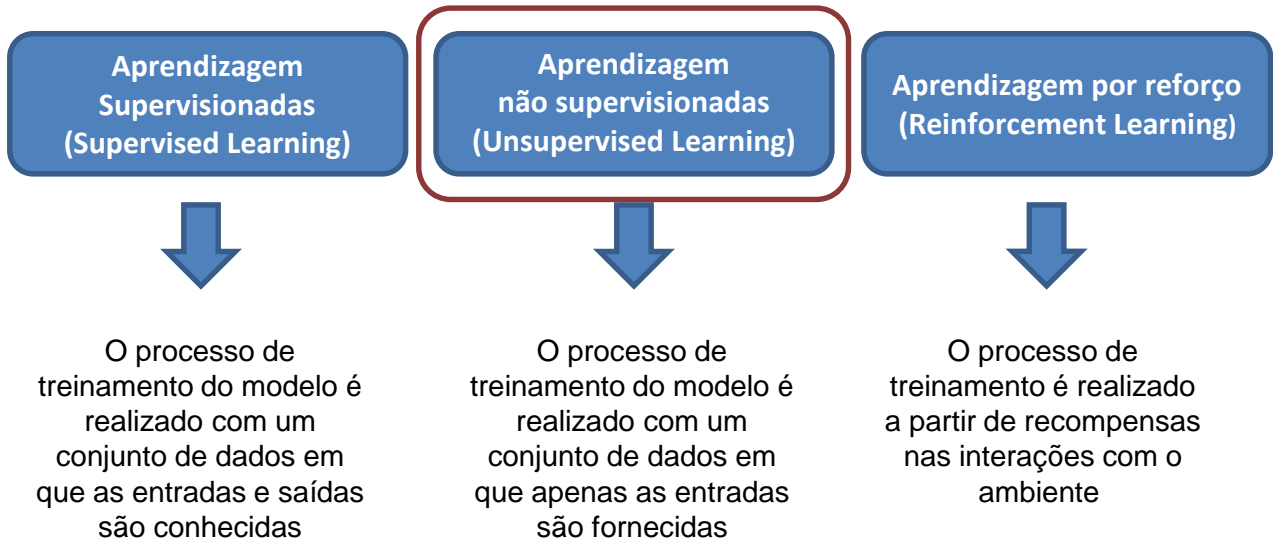 Aprendizagem
Supervisionadas
(Supervised Learning)
Aprendizagem
não supervisionadas
(Unsupervised Learning)
Aprendizagem por reforço
(Reinforcement Learning)
O processo de
treinamento do modelo é
realizado com um
conjunto de dados em
que as entradas e saídas
são conhecidas
O processo de
treinamento do modelo é
realizado com um
conjunto de dados em
que apenas as entradas
são fornecidas
O processo de
treinamento é realizado
a partir de recompensas
nas interações com o
ambiente